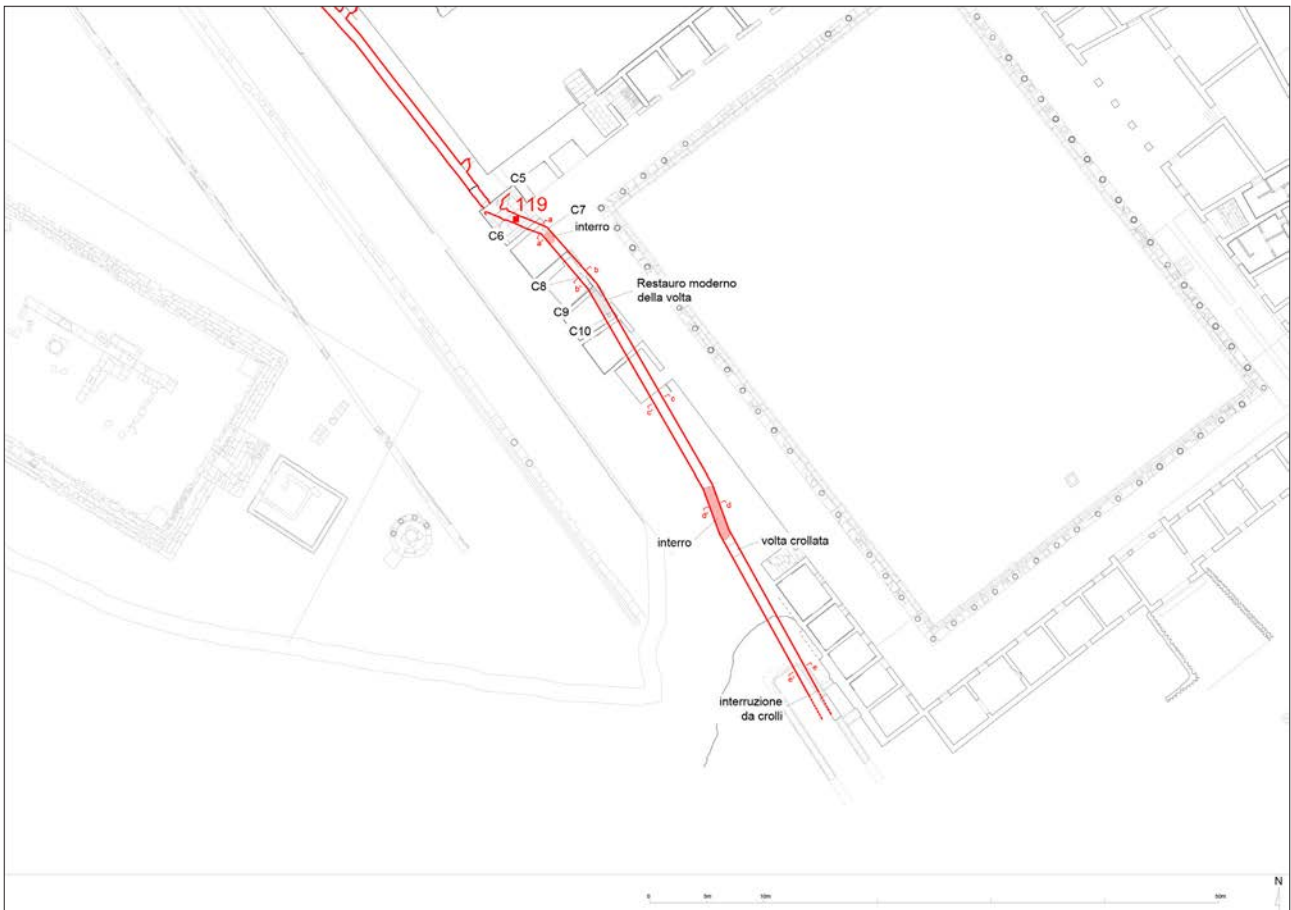 C5
119
C7
C6
interro
a
a'
b
C8
b'
Restauro moderno
della volta
C9
C10
c
c'
interro
volta crollata
interruzione
da crolli
N
0
5m
10m
50m